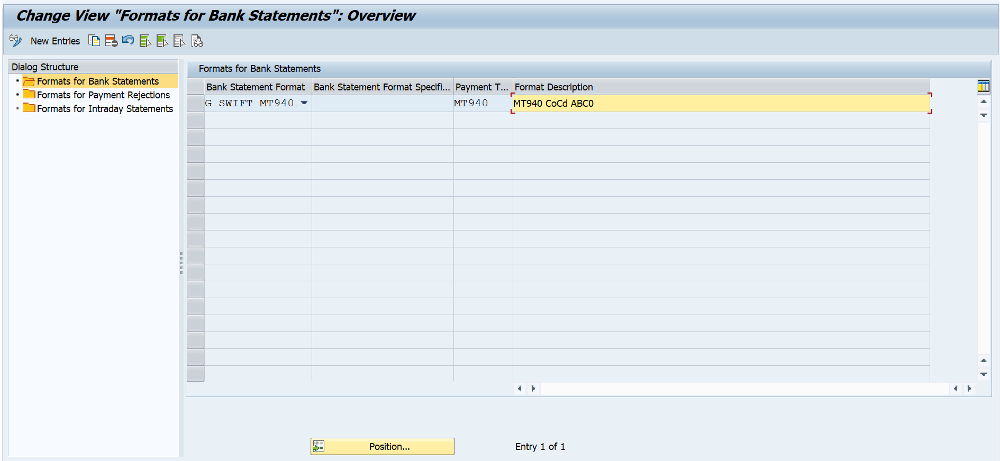 Change View "Formats for Bank Statements": Overview
New Entries
Dialog Structure
Formats for Bank Statements
Formats for Payment Rejections
Formats for Intraday Statements
Formats for Bank Statements
Bank Statement Format Bank Statement Format Specifi... Payment T... Format Description
G SWIFT MT940… MT940 MT940 CoCd ABC0
Position... Entry 1 of 1